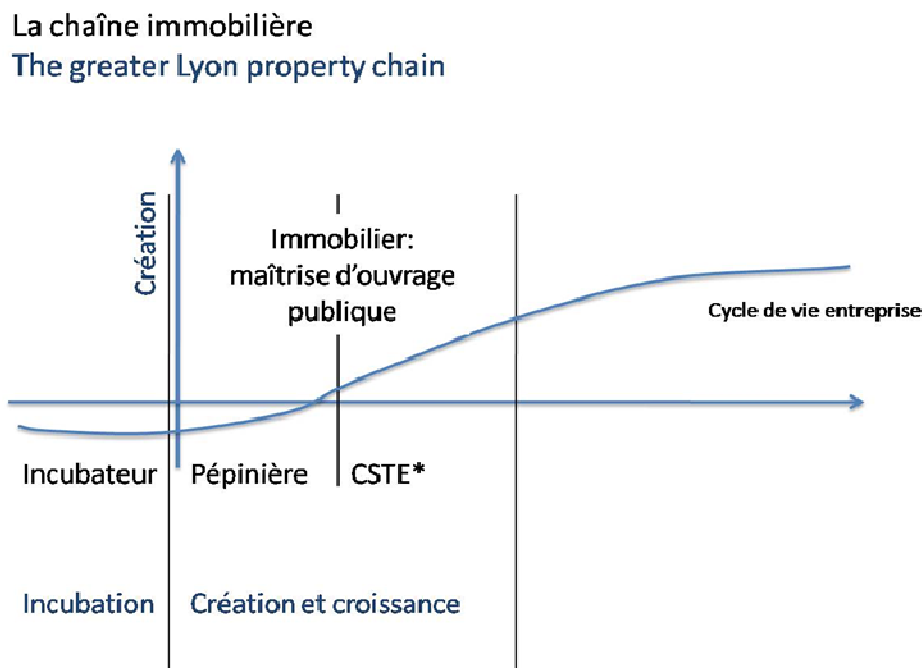 La chaîne immobilière
The greater Lyon property chain
Création
Immobilier:
maîtrise d'ouvrage
publique
Cycle de vie entreprise
Incubateur
Pépinière
CSTE*
Incubation
Création et croissance